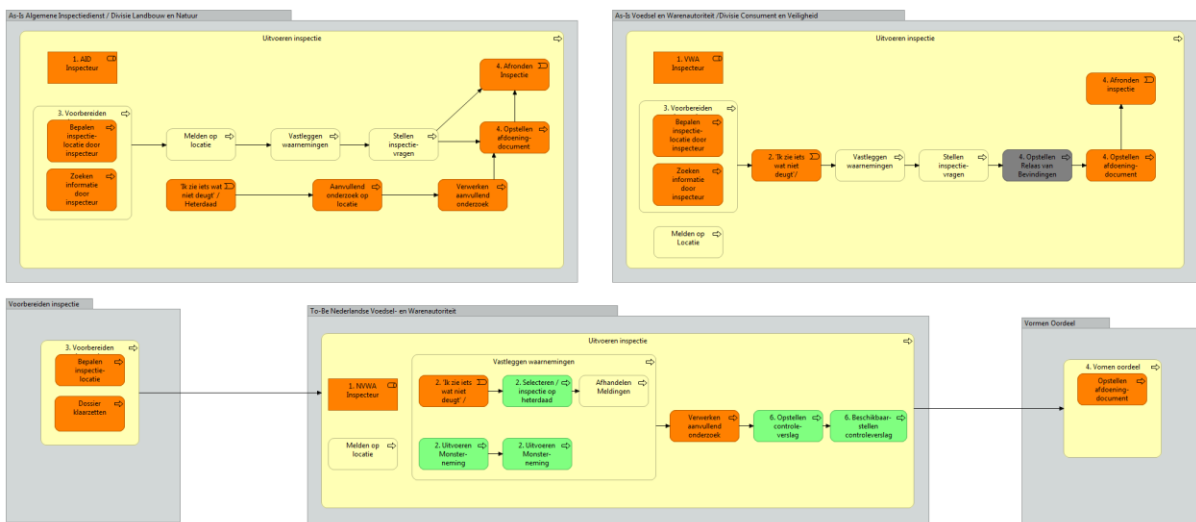 As-Is Algemene Inspectiedienst / Divisie Landbouw en Natuur
Uitvoeren inspectie
1. AID
Inspecteur
3. Voorbereiden
Bepalen
inspectie-
locatie door
inspecteur
Zoeken
informatie
door
inspecteur
Melden op
locatie
Vastleggen
waarnemingen
Stellen
inspectie-
vragen
4. Afronden
Inspectie
4. Opstellen
afdoening-
document
'Ik zie iets wat
niet deugt' /
Heterdaad
Aanvullend
onderzoek op
locatie
Verwerken
aanvullend
onderzoek
As-Is Voedsel en Warenautoriteit /Divisie Consument en Veiligheid
Uitvoeren inspectie
1. VWA
Inspecteur
3. Voorbereiden
Bepalen
inspectie-
locatie door
inspecteur
Zoeken
informatie
door
inspecteur
Melden op
Locatie
2. 'Ik zie iets
wat niet
deugt'/
Vastleggen
waarnemingen
Stellen
inspectie-
vragen
4. Opstellen
Relaas van
Bevindingen
4. Opstellen
afdoening-
document
4. Afronden
inspectie
Voorbereiden inspectie
3. Voorbereiden
Bepalen
inspectie-
locatie
Dossier
klaarzetten
To-Be Nederlandse Voedsel- en Warenautoriteit
Uitvoeren inspectie
1. NVWA
Inspecteur
Melden op
locatie
Vastleggen waarnemingen
2. 'Ik zie iets
wat niet
deugt' /
2. Selecteren /
inspectie op
heterdaad
Afhandelen
Meldingen
2. Uitvoeren
Monster-
neming
2. Uitvoeren
Monster-
neming
Verwerken
aanvullend
onderzoek
6. Opstellen
controle-
verslag
6. Beschikbaar-
stellen
controleverslag
Vormen Oordeel
4. Vomen oordeel
Opstellen
afdoening-
document